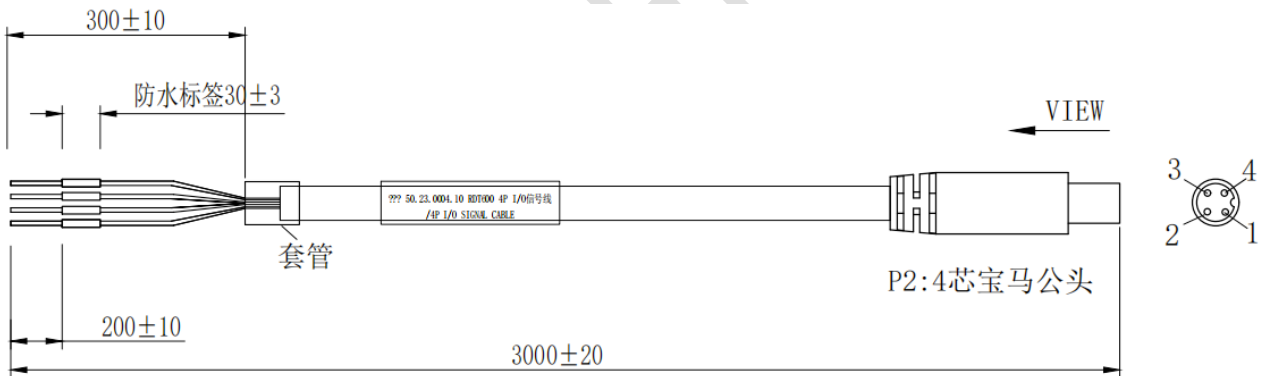 300±10
防水标签30±3
VIEW
??? 50.23.0004.10 RDT600 4P I/O信号线
/4P I/O SIGNAL CABLE
3 4
2 1
套管
P2:4芯宝马公头
200±10
3000±20